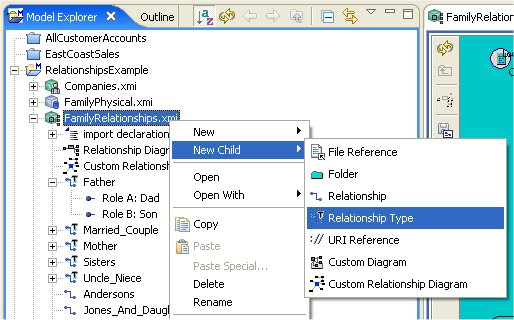 Model Explorer
Outline
FamilyRelation
AllCustomerAccounts
EastCoastSales
RelationshipsExample
Companies.xmi
FamilyPhysical.xmi
FamilyRelationships.xmi
import declaration
Relationship Diagr
Custom Relationsh
Father
Role A: Dad
Role B: Son
Married_Couple
Mother
Sisters
Uncle_Niece
Andersons
Jones_And_Daugh
New
New Child
Open
Open With
Copy
Paste
Paste Special...
Delete
Rename
File Reference
Folder
Relationship
Relationship Type
URI Reference
Custom Diagram
Custom Relationship Diagram